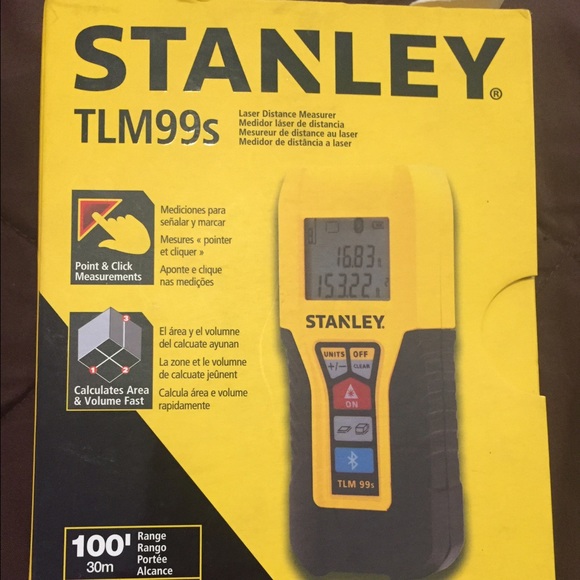 STANLEY®
TLM99s
Laser Distance Measurer
Medidor láser de distancia
Mesureur de distance au laser
Medidor de distância a laser
Point & Click
Measurements
Mediciones para
señalar y marcar
Mesures « pointer
et cliquer »
Aponte e clique
nas medições
1
2
3
Calculates Area
& Volume Fast
El área y el volumne
del calcuate ayunan
La zone et le volumne
de calcuate jeûnent
Calcula área e volume
rapidamente
16.83
153.22
STANLEY.
UNITS
+/−
OFF
CLEAR
ON
TLM 99s
100'
30m
Range
Rango
Portée
Alcance